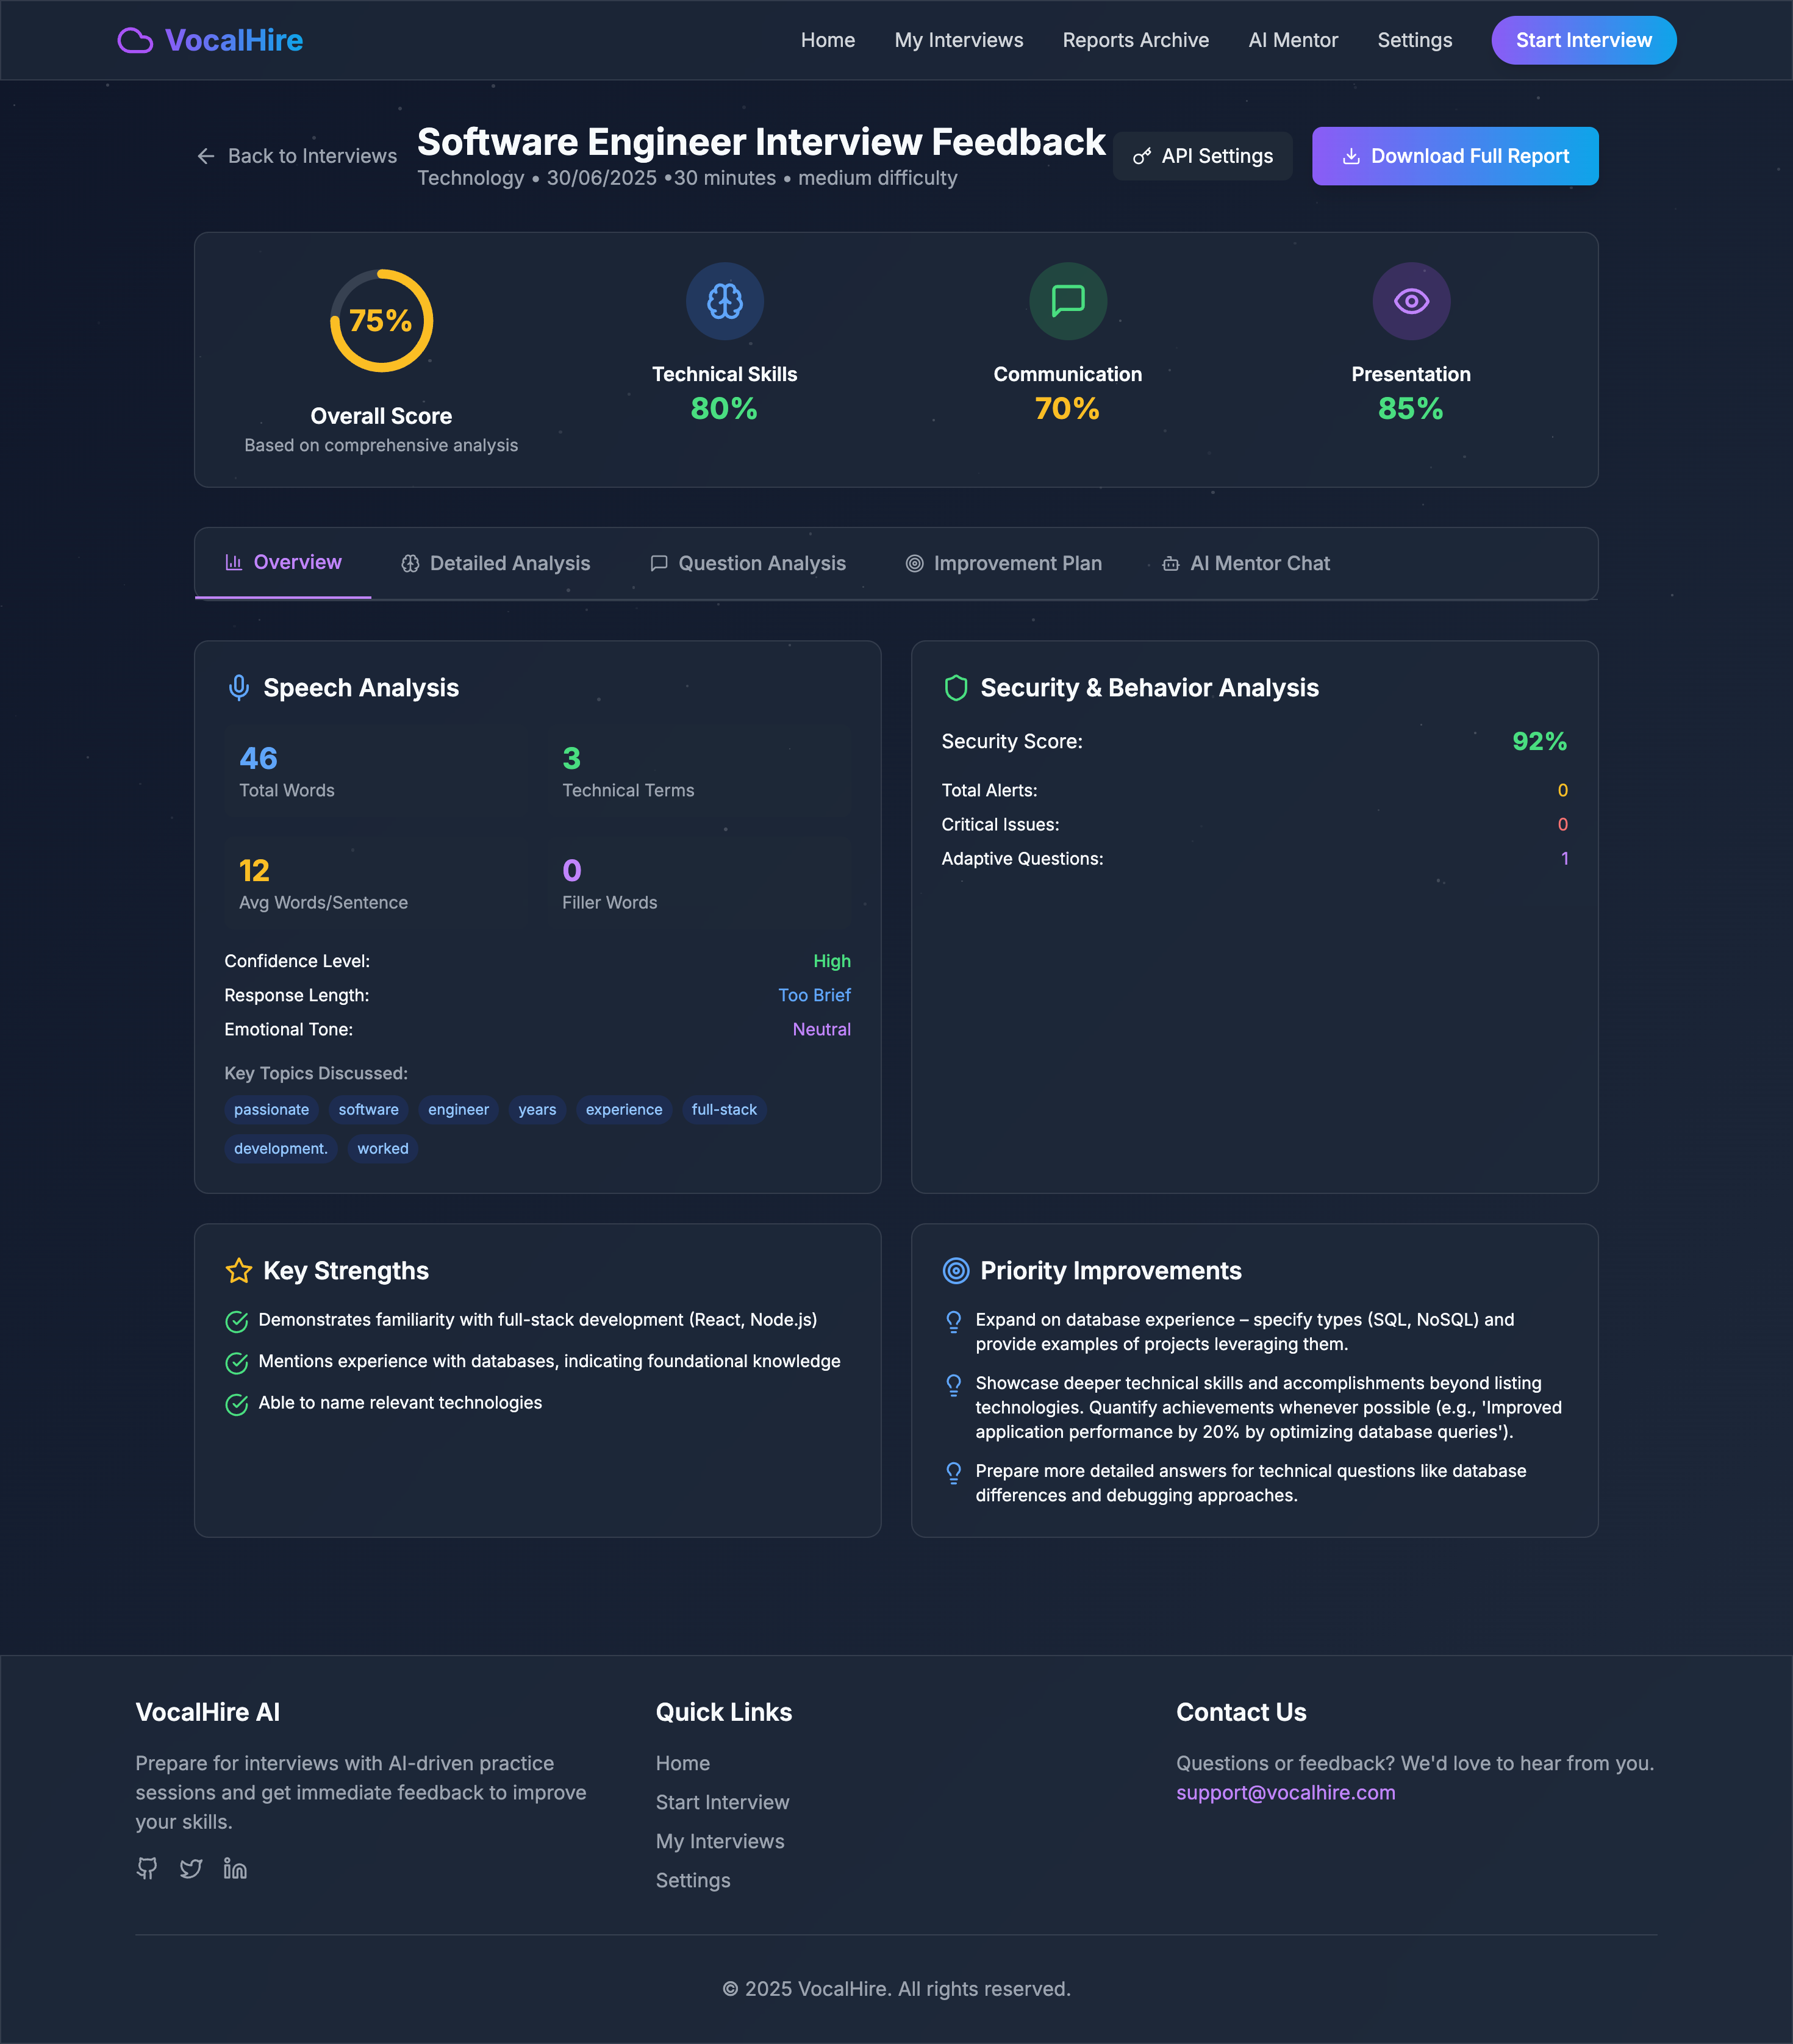 VocalHire
Home
My Interviews
Reports Archive
AI Mentor
Settings
Start Interview
Back to Interviews
Software Engineer Interview Feedback
Technology • 30/06/2025 •30 minutes • medium difficulty
API Settings
Download Full Report
75%
Overall Score
Based on comprehensive analysis
Technical Skills
80%
Communication
70%
Presentation
85%
Overview
Detailed Analysis
Question Analysis
Improvement Plan
AI Mentor Chat
Speech Analysis
46
Total Words
3
Technical Terms
12
Avg Words/Sentence
0
Filler Words
Confidence Level: High
Response Length: Too Brief
Emotional Tone: Neutral
Key Topics Discussed:
passionate software engineer years experience full-stack
development. worked
Security & Behavior Analysis
Security Score: 92%
Total Alerts: 0
Critical Issues: 0
Adaptive Questions: 1
Key Strengths
Demonstrates familiarity with full-stack development (React, Node.js)
Mentions experience with databases, indicating foundational knowledge
Able to name relevant technologies
Priority Improvements
Expand on database experience – specify types (SQL, NoSQL) and
provide examples of projects leveraging them.
Showcase deeper technical skills and accomplishments beyond listing
technologies. Quantify achievements whenever possible (e.g., 'Improved
application performance by 20% by optimizing database queries').
Prepare more detailed answers for technical questions like database
differences and debugging approaches.
VocalHire AI
Prepare for interviews with AI-driven practice
sessions and get immediate feedback to improve
your skills.
Quick Links
Home
Start Interview
My Interviews
Settings
Contact Us
Questions or feedback? We'd love to hear from you.
support@vocalhire.com
© 2025 VocalHire. All rights reserved.